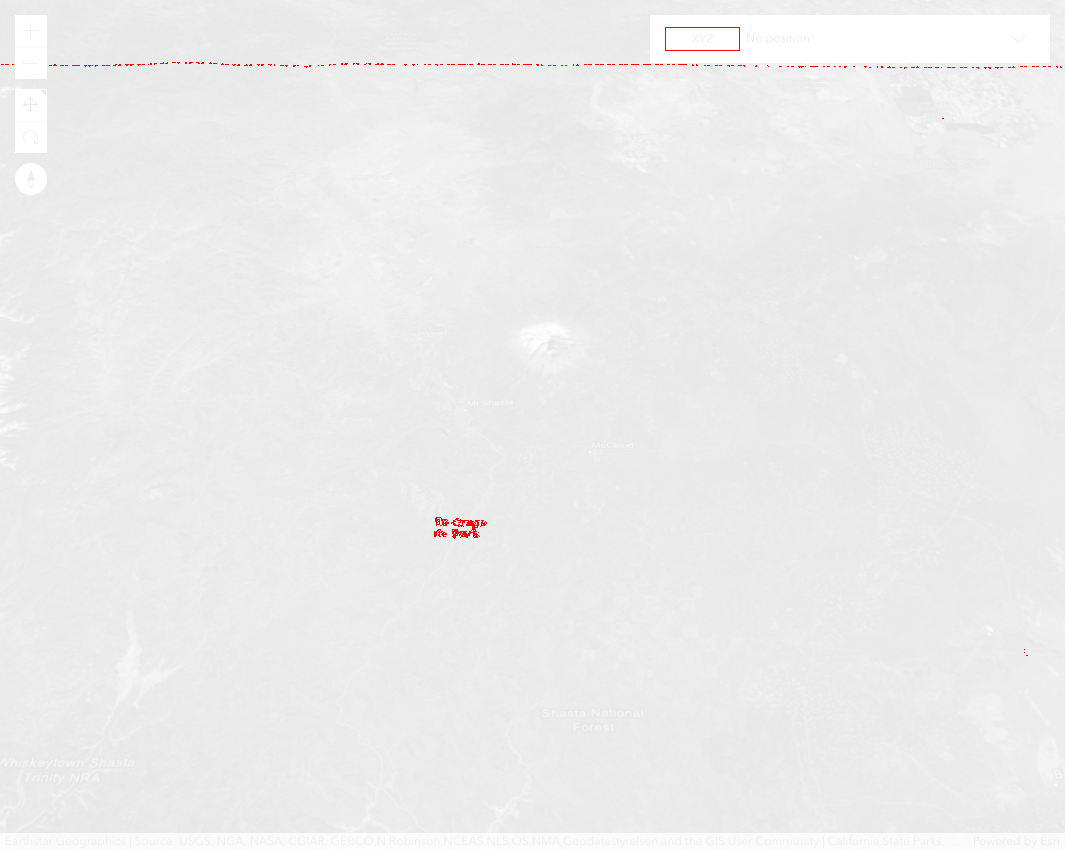 XYZ No position
Mt Shasta
McCloud
Shasta National
Forest
Whiskeytown Shasta
Trinity NRA
Earthstar Geographics | Source: USGS, NGA, NASA, CGIAR, GEBCO,N Robinson,NCEAS,NLS,OS,NMA,Geodatastyrelsen and the GIS User Community | California State Parks, Powered by Esri